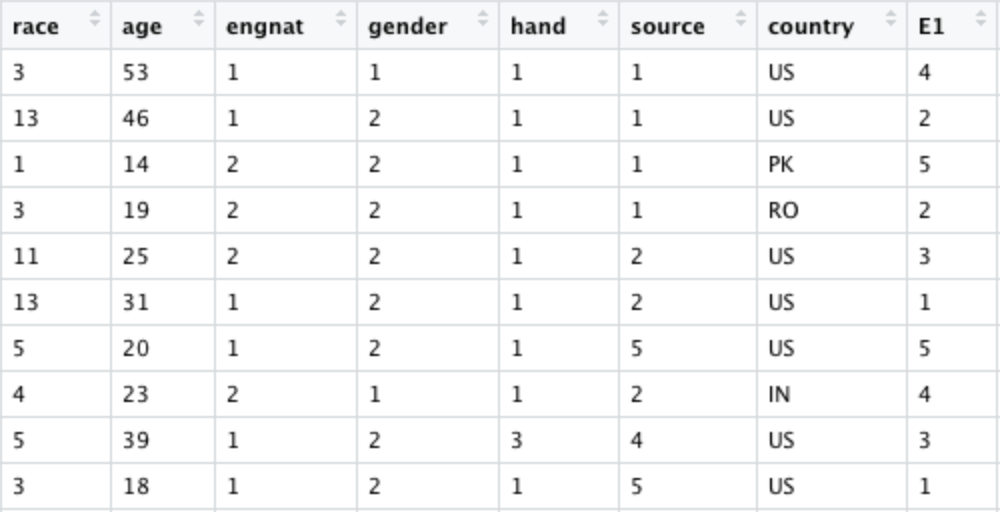 race age engnat gender hand source country E1
3 53 1 1 1 1 US 4
13 46 1 2 1 1 US 2
1 14 2 2 1 1 PK 5
3 19 2 2 1 1 RO 2
11 25 2 2 1 2 US 3
13 31 1 2 1 2 US 1
5 20 1 2 1 5 US 5
4 23 2 1 1 2 IN 4
5 39 1 2 3 4 US 3
3 18 1 2 1 5 US 1